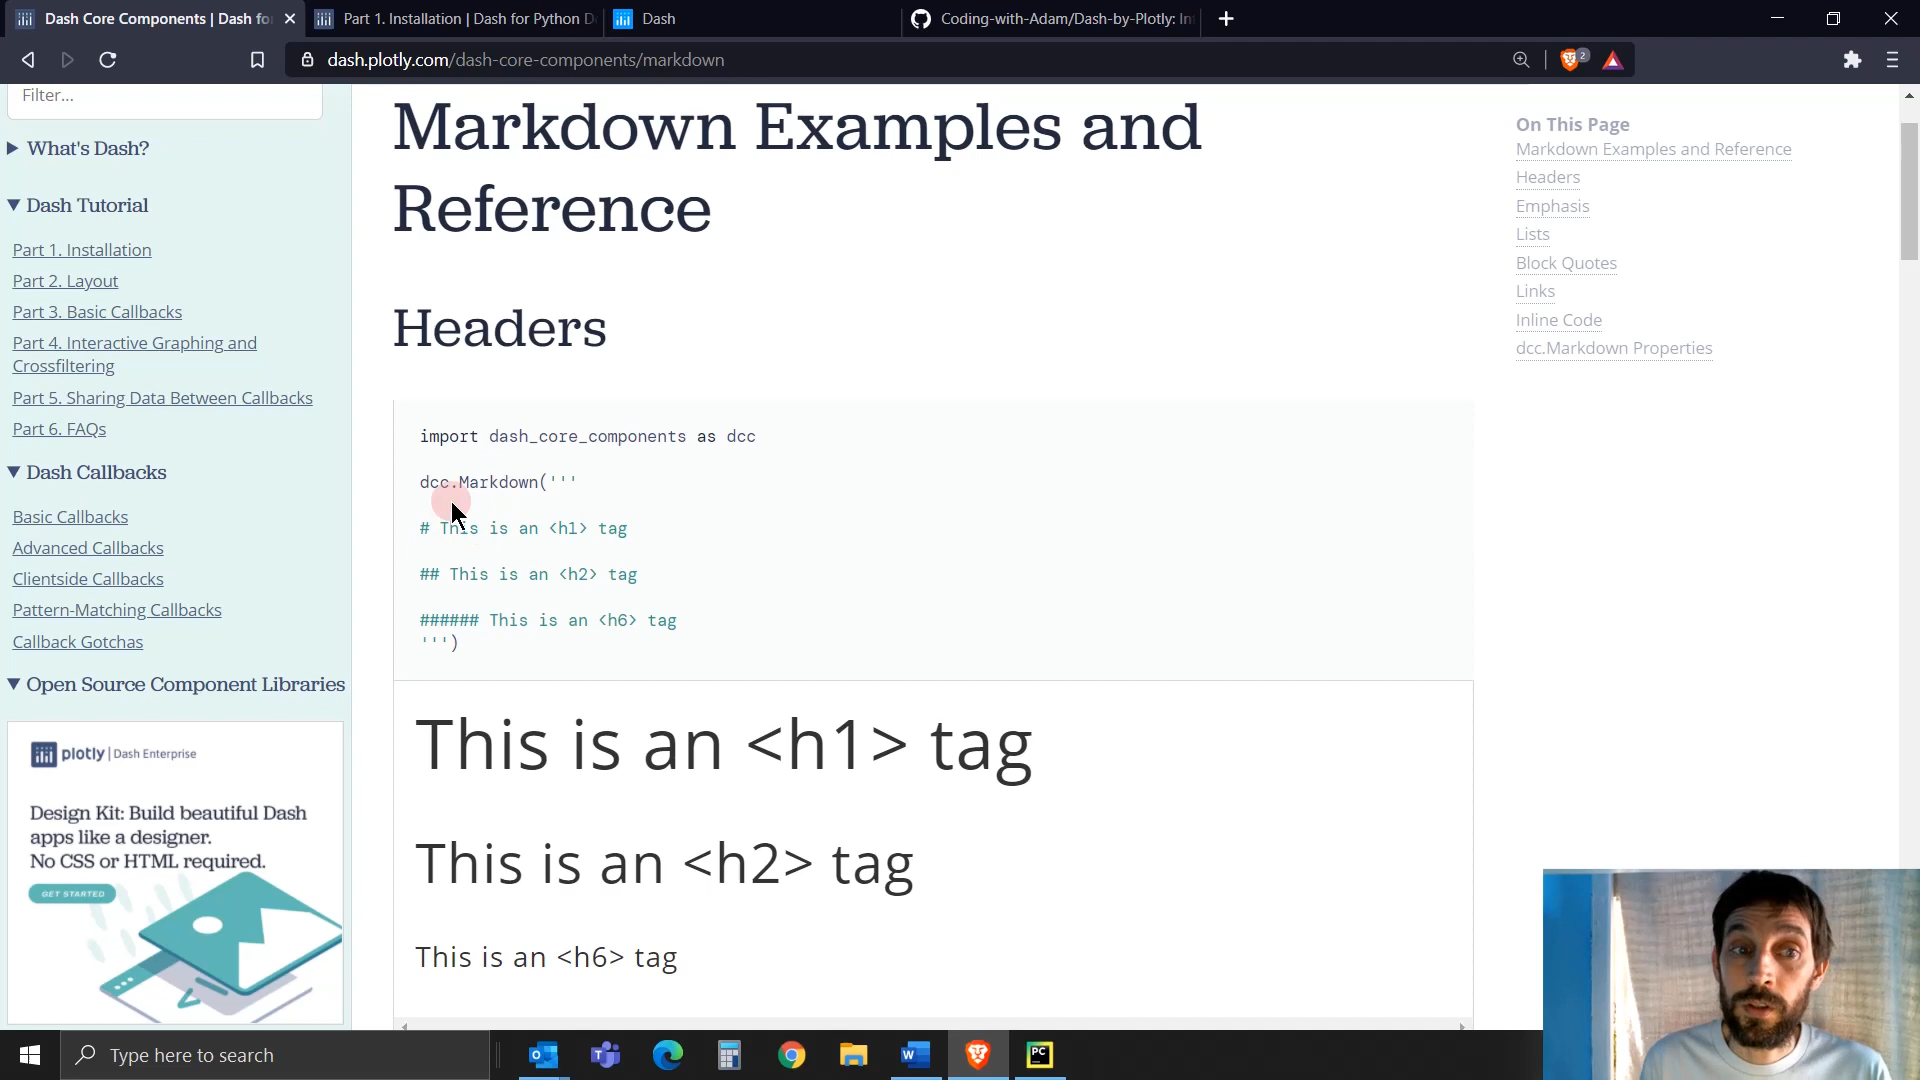 Dash Core Components | Dash fo
Part 1. Installation | Dash for Python D
Dash
Coding-with-Adam/Dash-by-Plotly: In
dash.plotly.com/dash-core-components/markdown
2
Filter...
What's Dash?
Dash Tutorial
Part 1. Installation
Part 2. Layout
Part 3. Basic Callbacks
Part 4. Interactive Graphing and
Crossfiltering
Part 5. Sharing Data Between Callbacks
Part 6. FAQs
Dash Callbacks
Basic Callbacks
Advanced Callbacks
Clientside Callbacks
Pattern-Matching Callbacks
Callback Gotchas
Open Source Component Libraries
plotly | Dash Enterprise
Design Kit: Build beautiful Dash
apps like a designer.
No CSS or HTML required.
GET STARTED
Markdown Examples and
Reference
Headers
import dash_core_components as dcc
dcc.Markdown('''
# This is an <h1> tag
## This is an <h2> tag
###### This is an <h6> tag
''')
This is an <h1> tag
This is an <h2> tag
This is an <h6> tag
On This Page
Markdown Examples and Reference
Headers
Emphasis
Lists
Block Quotes
Links
Inline Code
dcc.Markdown Properties
Type here to search
PC